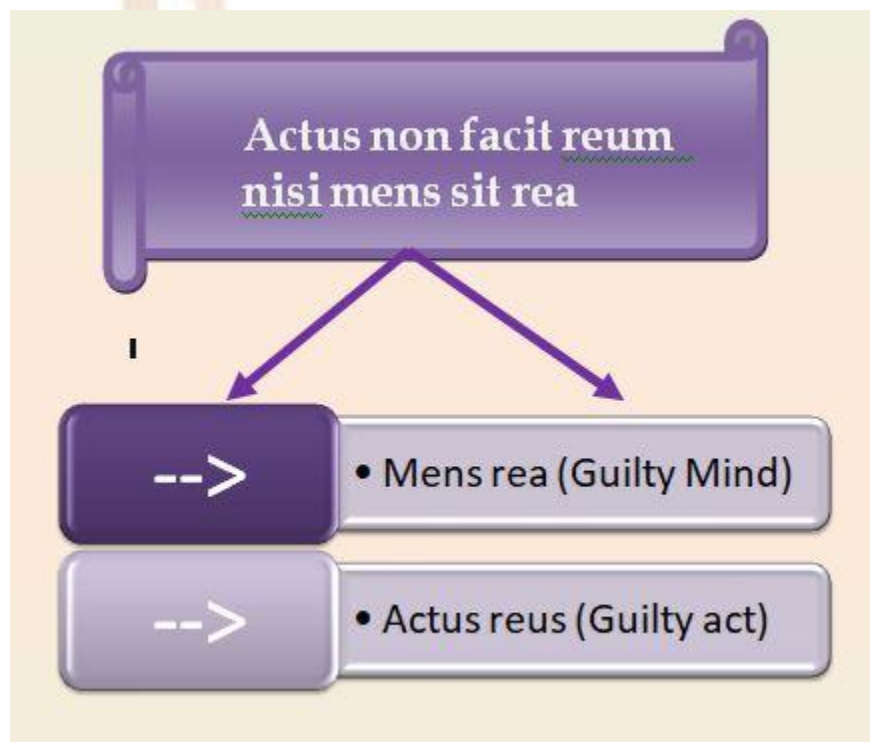 Actus non facit reum
nisi mens sit rea
-->
• Mens rea (Guilty Mind)
-->
• Actus reus (Guilty act)